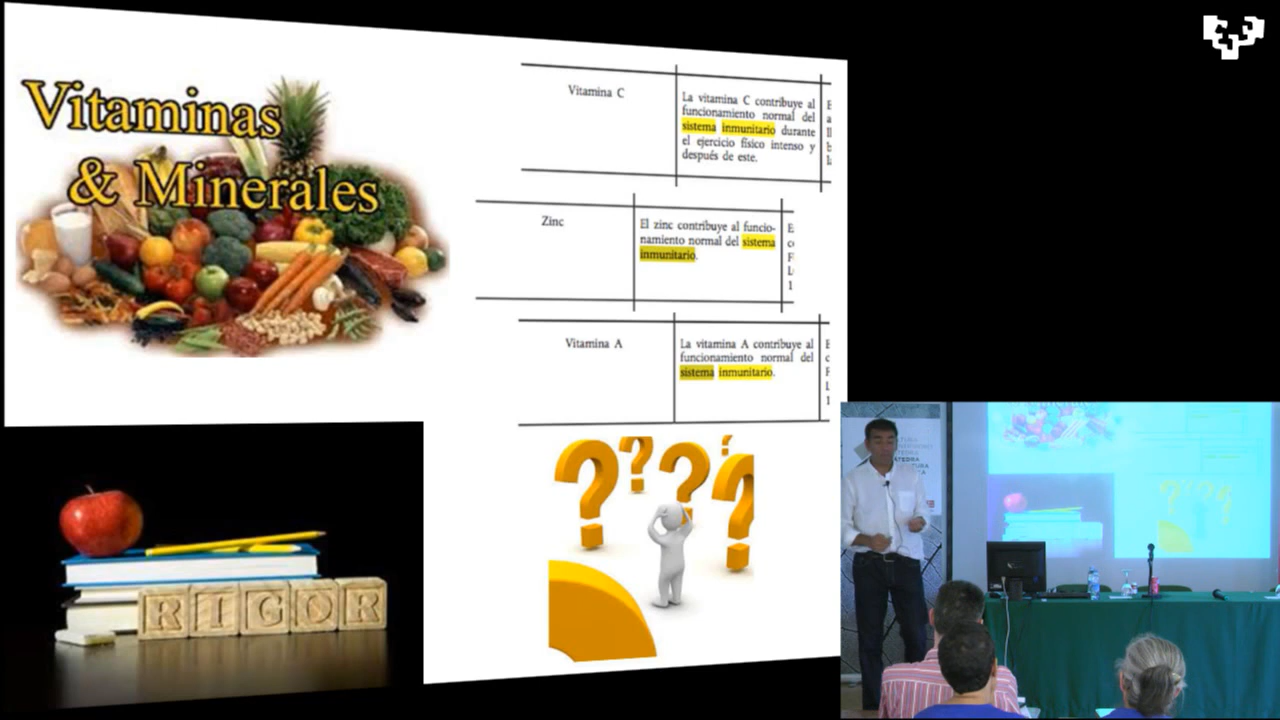 Vitaminas
& Minerales
Vitamina C
La vitamina C contribuye al
funcionamiento normal del
sistema inmunitario durante
el ejercicio físico intenso y
después de este.
Zinc
El zinc contribuye al funcio-
namiento normal del sistema
inmunitario.
Vitamina A
La vitamina A contribuye al
funcionamiento normal del
sistema inmunitario.
RIGOR